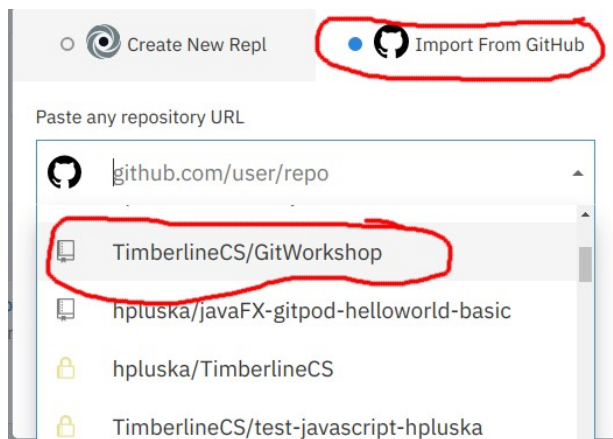 Create New Repl
Import From GitHub
Paste any repository URL
github.com/user/repo
TimberlineCS/GitWorkshop
hpluska/javaFX-gitpod-helloworld-basic
hpluska/TimberlineCS
TimberlineCS/test-javascript-hpluska